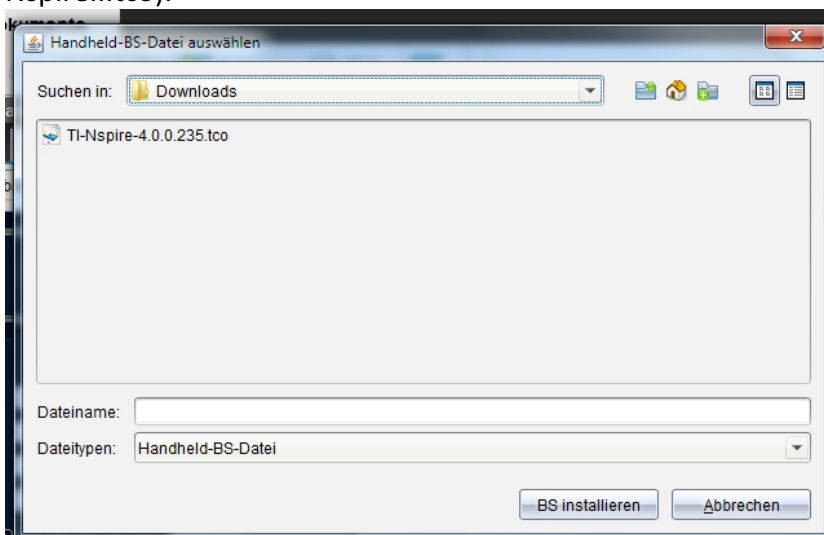 Handheld-BS-Datei auswählen
Suchen in: Downloads
TI-Nspire-4.0.0.235.tco
Dateiname:
Dateitypen: Handheld-BS-Datei
BS installieren Abbrechen